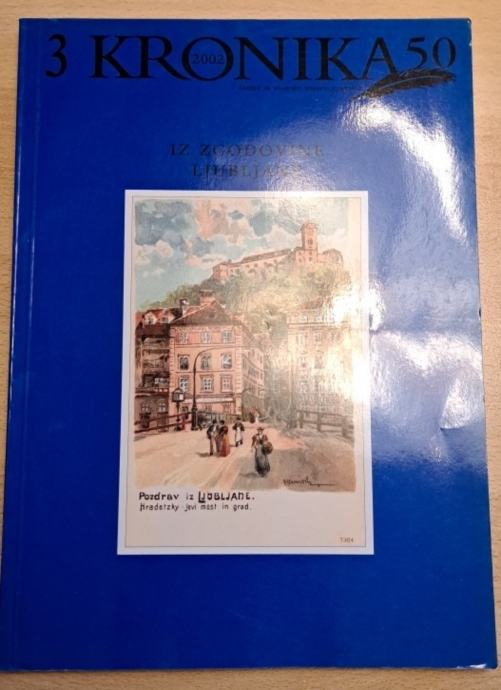 3 KRONIKA 50
2002
IZ ZGODOVINE
LJUBLJANE
Pozdrav iz LJUBLJANE.
Hradetzky-jevi most in grad.